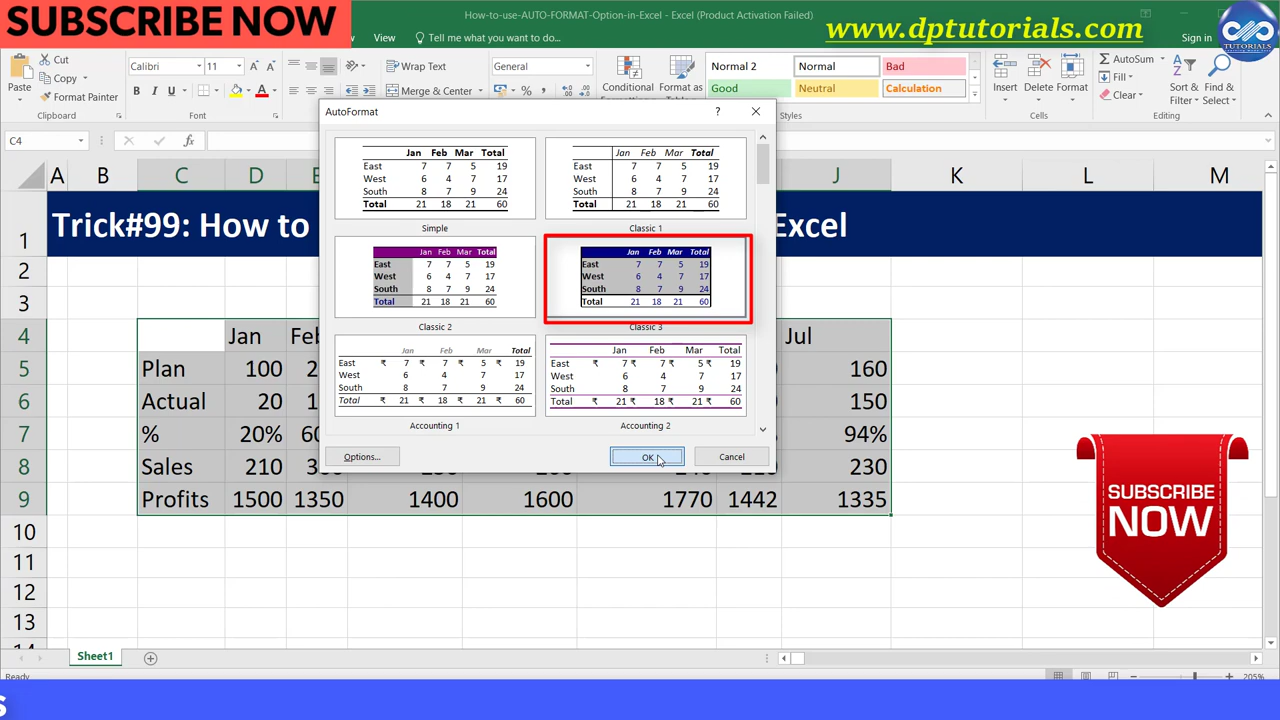 SUBSCRIBE NOW
How-to-use-AUTO-FORMAT-Option-in-Excel - Excel (Product Activation Failed)
www.dptutorials.com
Sign in
TUTORIALS
View
Tell me what you want to do...
Paste
Cut
Copy
Format Painter
Clipboard
Calibri
11
B I U
Font
Wrap Text
Merge & Center
General
Conditional
Format as
Normal 2
Normal
Bad
Good
Neutral
Calculation
Styles
Insert
Delete
Format
Cells
AutoSum
Fill
Clear
Sort &
Filter
Find &
Select
Editing
C4
fx
AutoFormat
?
Jan Feb Mar Total
East 7 7 5 19
West 6 4 7 17
South 8 7 9 24
Total 21 18 21 60
Simple
Jan Feb Mar Total
East 7 7 5 19
West 6 4 7 17
South 8 7 9 24
Total 21 18 21 60
Classic 1
Jan Feb Mar Total
East 7 7 5 19
West 6 4 7 17
South 8 7 9 24
Total 21 18 21 60
Classic 2
Jan Feb Mar Total
East 7 7 5 19
West 6 4 7 17
South 8 7 9 24
Total 21 18 21 60
Classic 3
Jan Feb Mar Total
East ₹ 7 ₹ 7 ₹ 5 ₹ 19
West 6 4 7 17
South 8 7 9 24
Total ₹ 21 ₹ 18 ₹ 21 ₹ 60
Accounting 1
Jan Feb Mar Total
East ₹ 7 ₹ 7 ₹ 5 ₹ 19
West 6 4 7 17
South 8 7 9 24
Total ₹ 21 ₹ 18 ₹ 21 ₹ 60
Accounting 2
Options...
OK
Cancel
A B C D E J K L M
1 Trick#99: How to Excel
2
3
4 Jan Jul
5 Plan 100 160
6 Actual 20 150
7 % 20% 94%
8 Sales 210 230
9 Profits 1500 1350 1400 1600 1770 1442 1335
10
11
12
13
SUBSCRIBE
NOW
Sheet1
Ready
205%